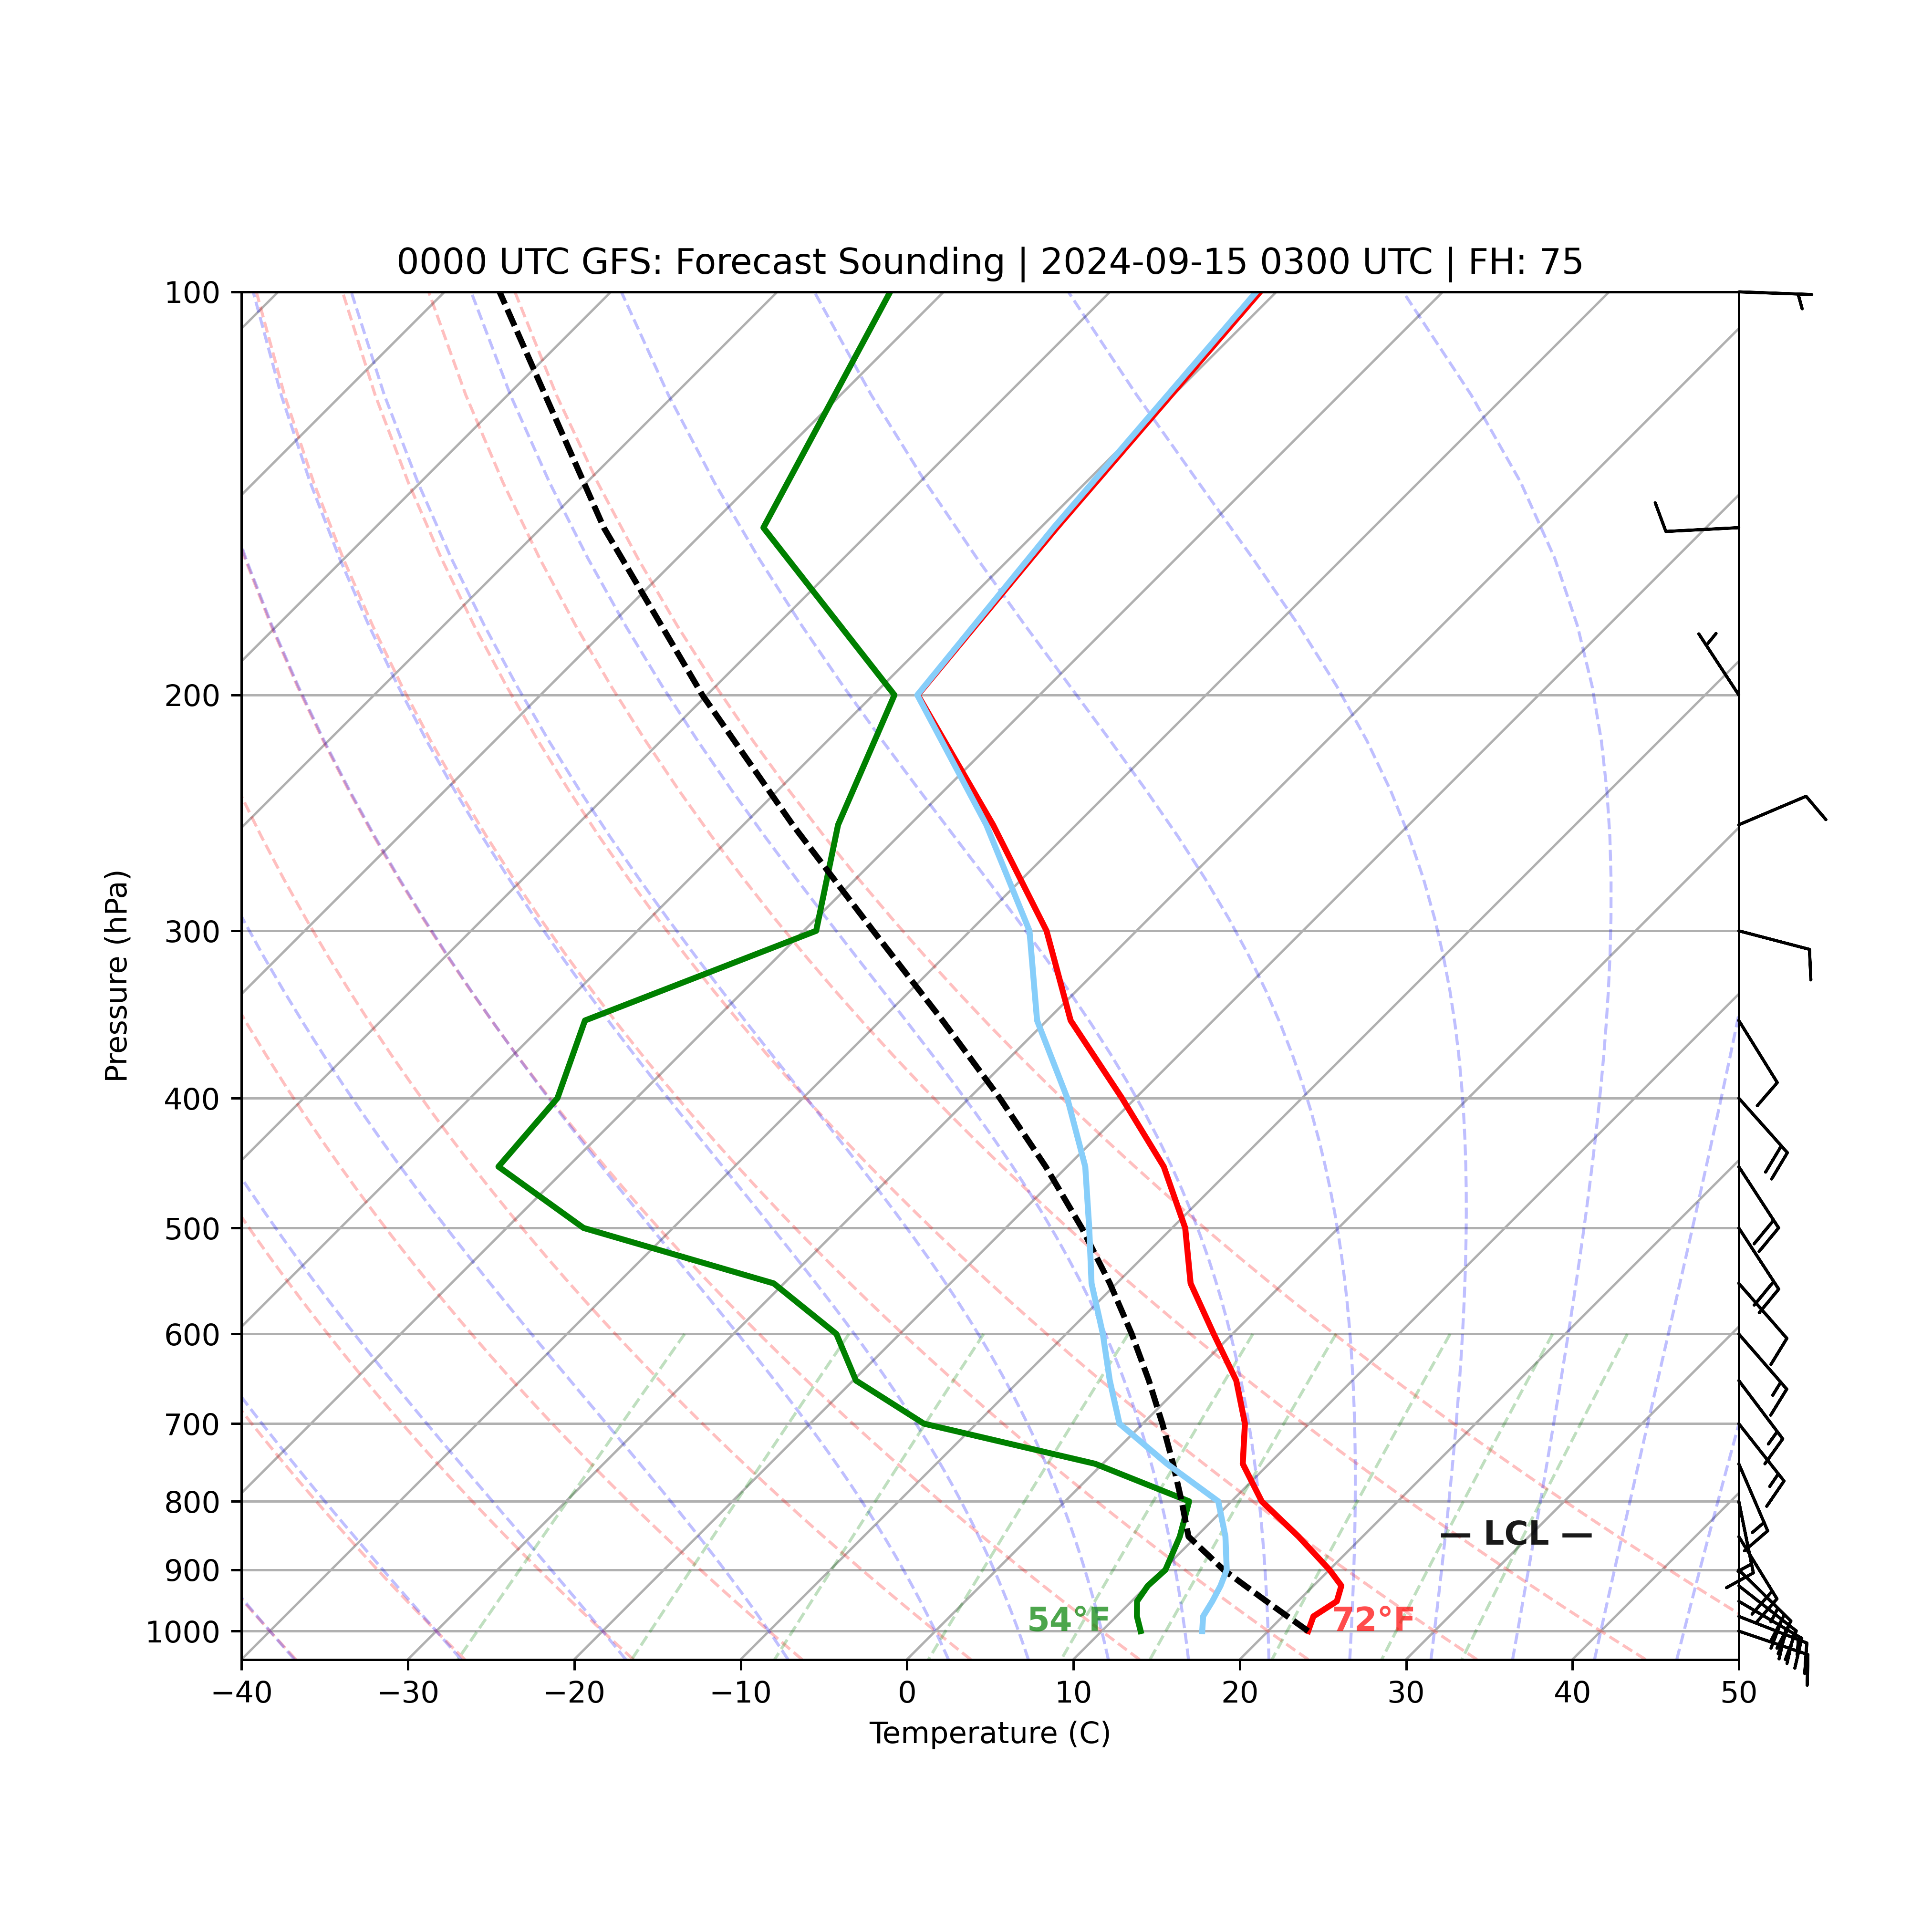 0000 UTC GFS: Forecast Sounding | 2024-09-15 0300 UTC | FH: 75
100
200
300
400
500
600
700
800
900
1000
Pressure (hPa)
— LCL —
54°F
72°F
−40 −30 −20 −10 0 10 20 30 40 50
Temperature (C)